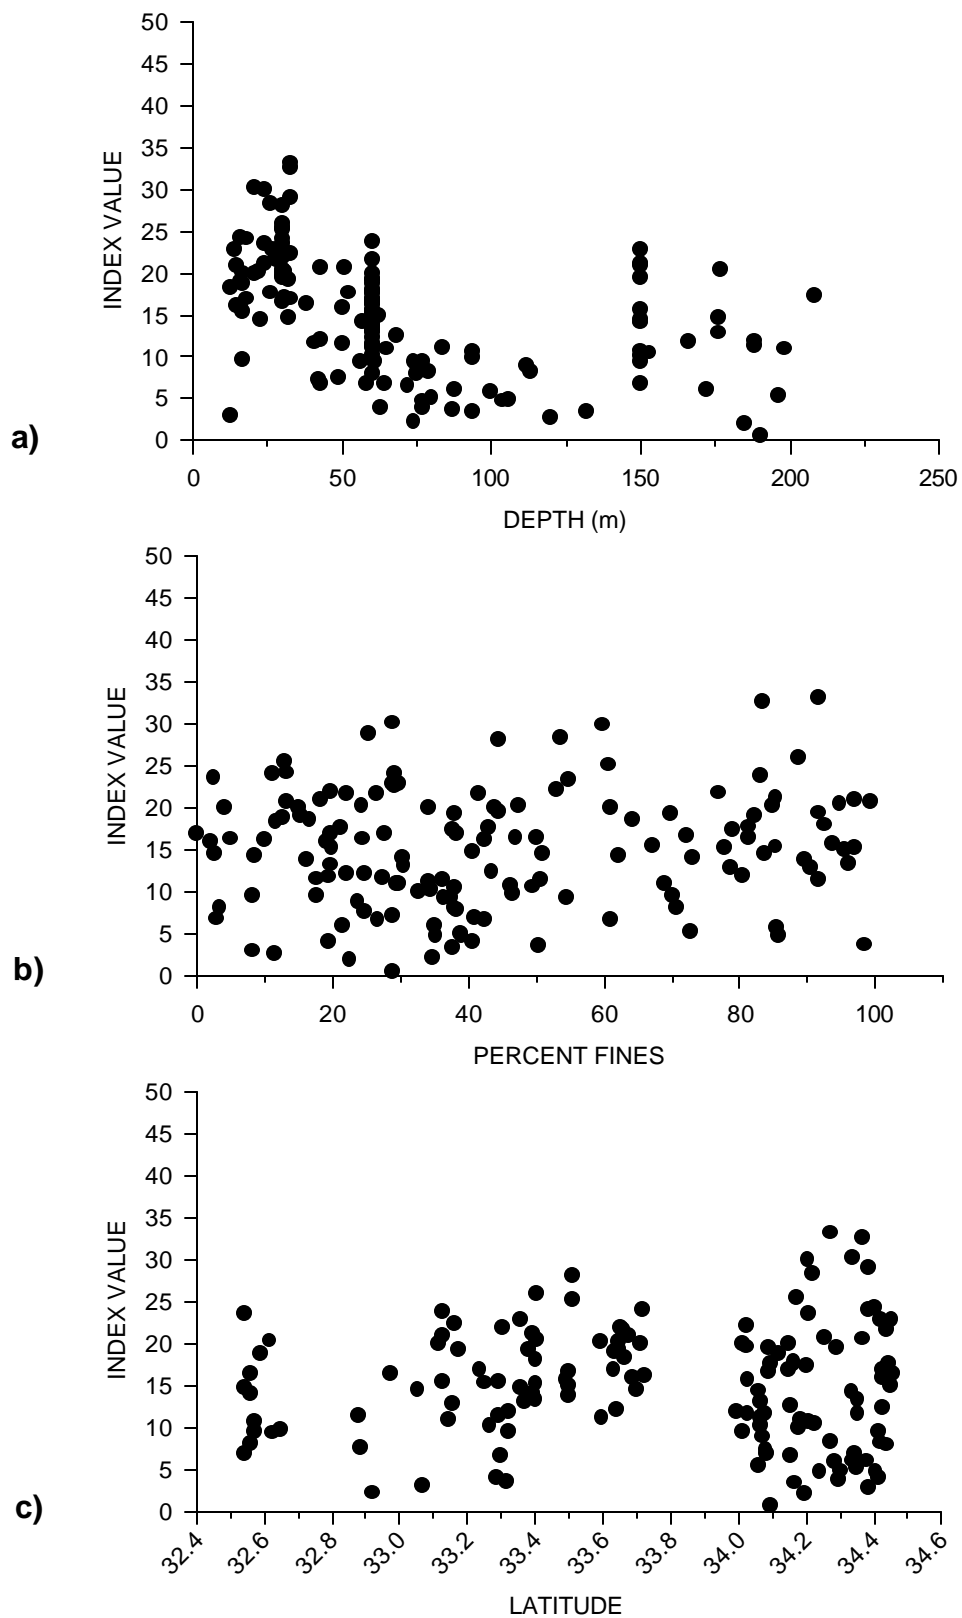 50
45
40
35
30
25
20
15
10
5
0
INDEX VALUE
a)
0 50 100 150 200 250
DEPTH (m)
50
45
40
35
30
25
20
15
10
5
0
INDEX VALUE
b)
0 20 40 60 80 100
PERCENT FINES
50
45
40
35
30
25
20
15
10
5
0
INDEX VALUE
c)
32.4 32.6 32.8 33.0 33.2 33.4 33.6 33.8 34.0 34.2 34.4 34.6
LATITUDE